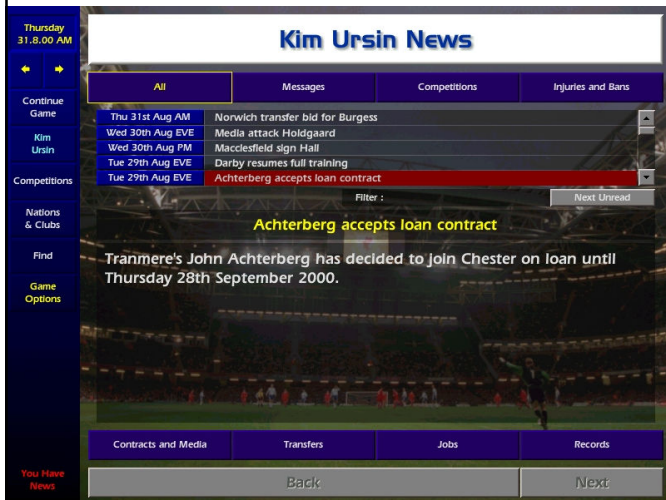 Thursday
31.8.00 AM
Continue
Game
Kim
Ursin
Competitions
Nations
& Clubs
Find
Game
Options
You Have
News
Kim Ursin News
All Messages Competitions Injuries and Bans
Thu 31st Aug AM Norwich transfer bid for Burgess
Wed 30th Aug EVE Media attack Holdgaard
Wed 30th Aug PM Macclesfield sign Hall
Tue 29th Aug EVE Darby resumes full training
Tue 29th Aug EVE Achterberg accepts loan contract
Filter : Next Unread
Achterberg accepts loan contract
Tranmere's John Achterberg has decided to join Chester on loan until
Thursday 28th September 2000.
Contracts and Media Transfers Jobs Records
Back Next